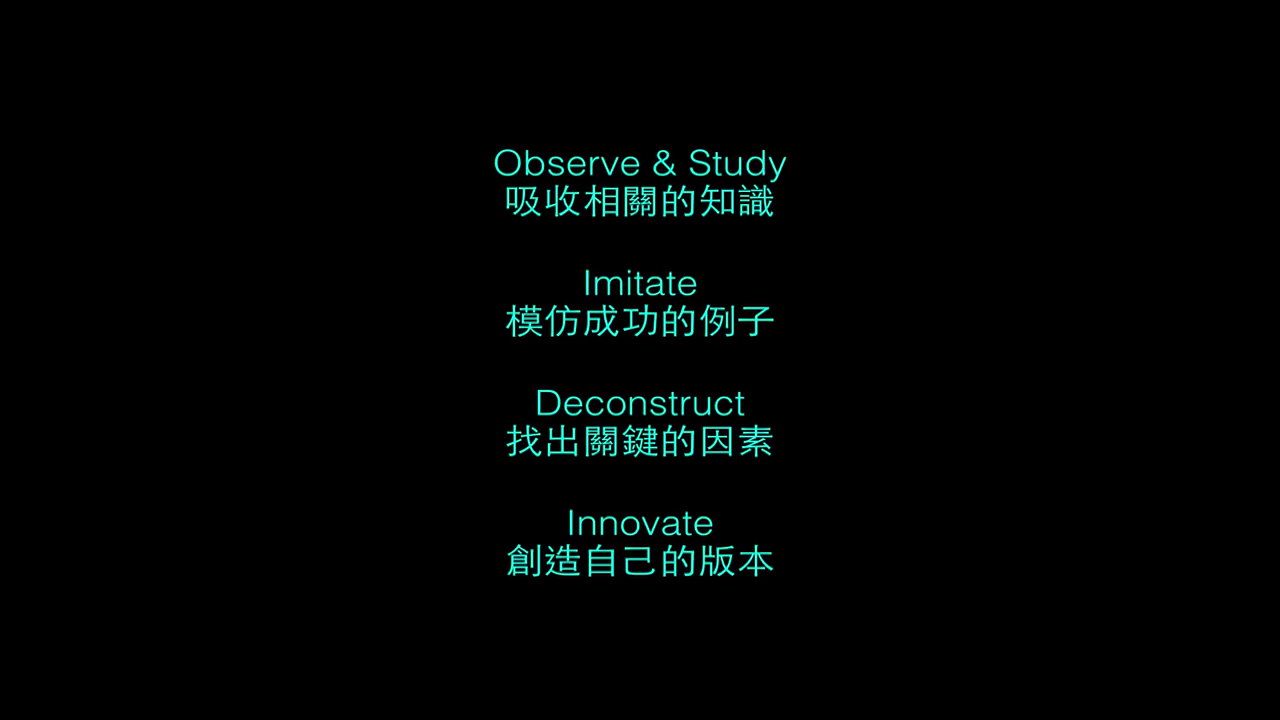 Observe & Study
吸收相關的知識
Imitate
模仿成功的例子
Deconstruct
找出關鍵的因素
Innovate
創造自己的版本